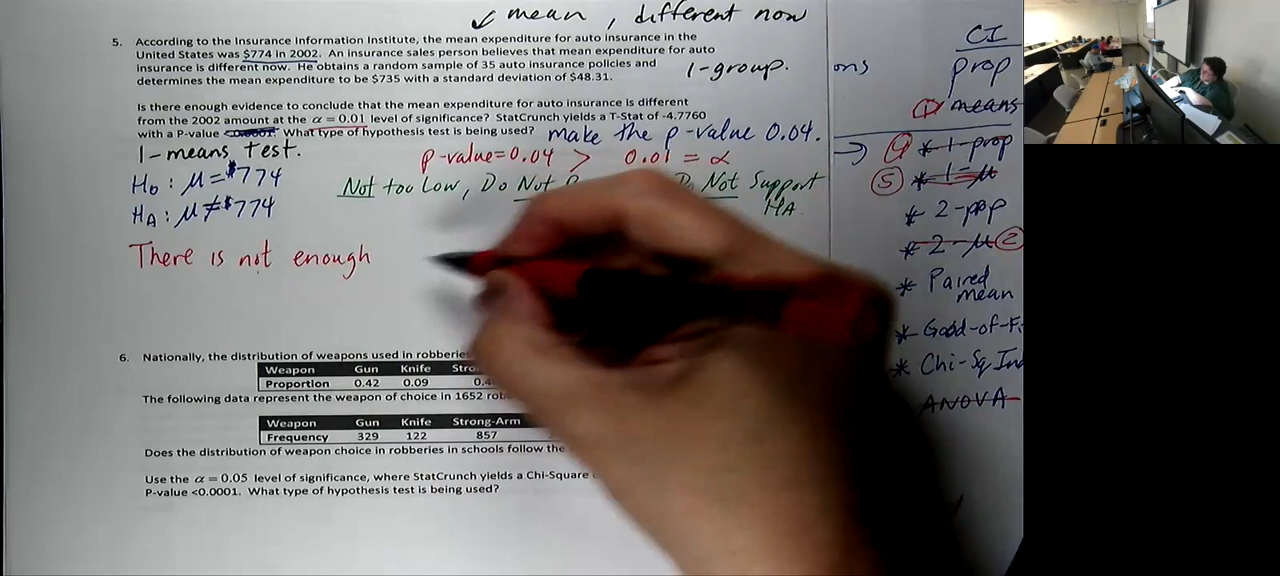 ↙ mean, different now
5. According to the Insurance Information Institute, the mean expenditure for auto insurance in the
United States was $774 in 2002. An insurance sales person believes that mean expenditure for auto
insurance is different now. He obtains a random sample of 35 auto insurance policies and
determines the mean expenditure to be $735 with a standard deviation of $48.31.
1-group.
Is there enough evidence to conclude that the mean expenditure for auto insurance is different
from the 2002 amount at the α = 0.01 level of significance? StatCrunch yields a T-Stat of -4.7760
with a P-value What type of hypothesis test is being used? make the p-value 0.04.
1-means test.
p-value=0.04 > 0.01 = α
H₀: μ = $774
Not too Low, Do Not Not Support
HA.
HA: μ ≠ $774
There is not enough
6. Nationally, the distribution of weapons used in robberies
Weapon Gun Knife
Proportion 0.42 0.09
The following data represent the weapon of choice in 1652
Weapon Gun Knife Strong-Arm
Frequency 329 122 857
Does the distribution of weapon choice in robberies in schools follow the
Use the α = 0.05 level of significance, where StatCrunch yields a Chi-Square
P-value <0.0001. What type of hypothesis test is being used?
ons
CI
prop
① means
→ ④ * 1-prop
⑤ * 1-μ
* 2-prop
* 2-μ ②
* Paired
mean
* Good-of-Fi
* Chi-Sq Ind
ANOVA